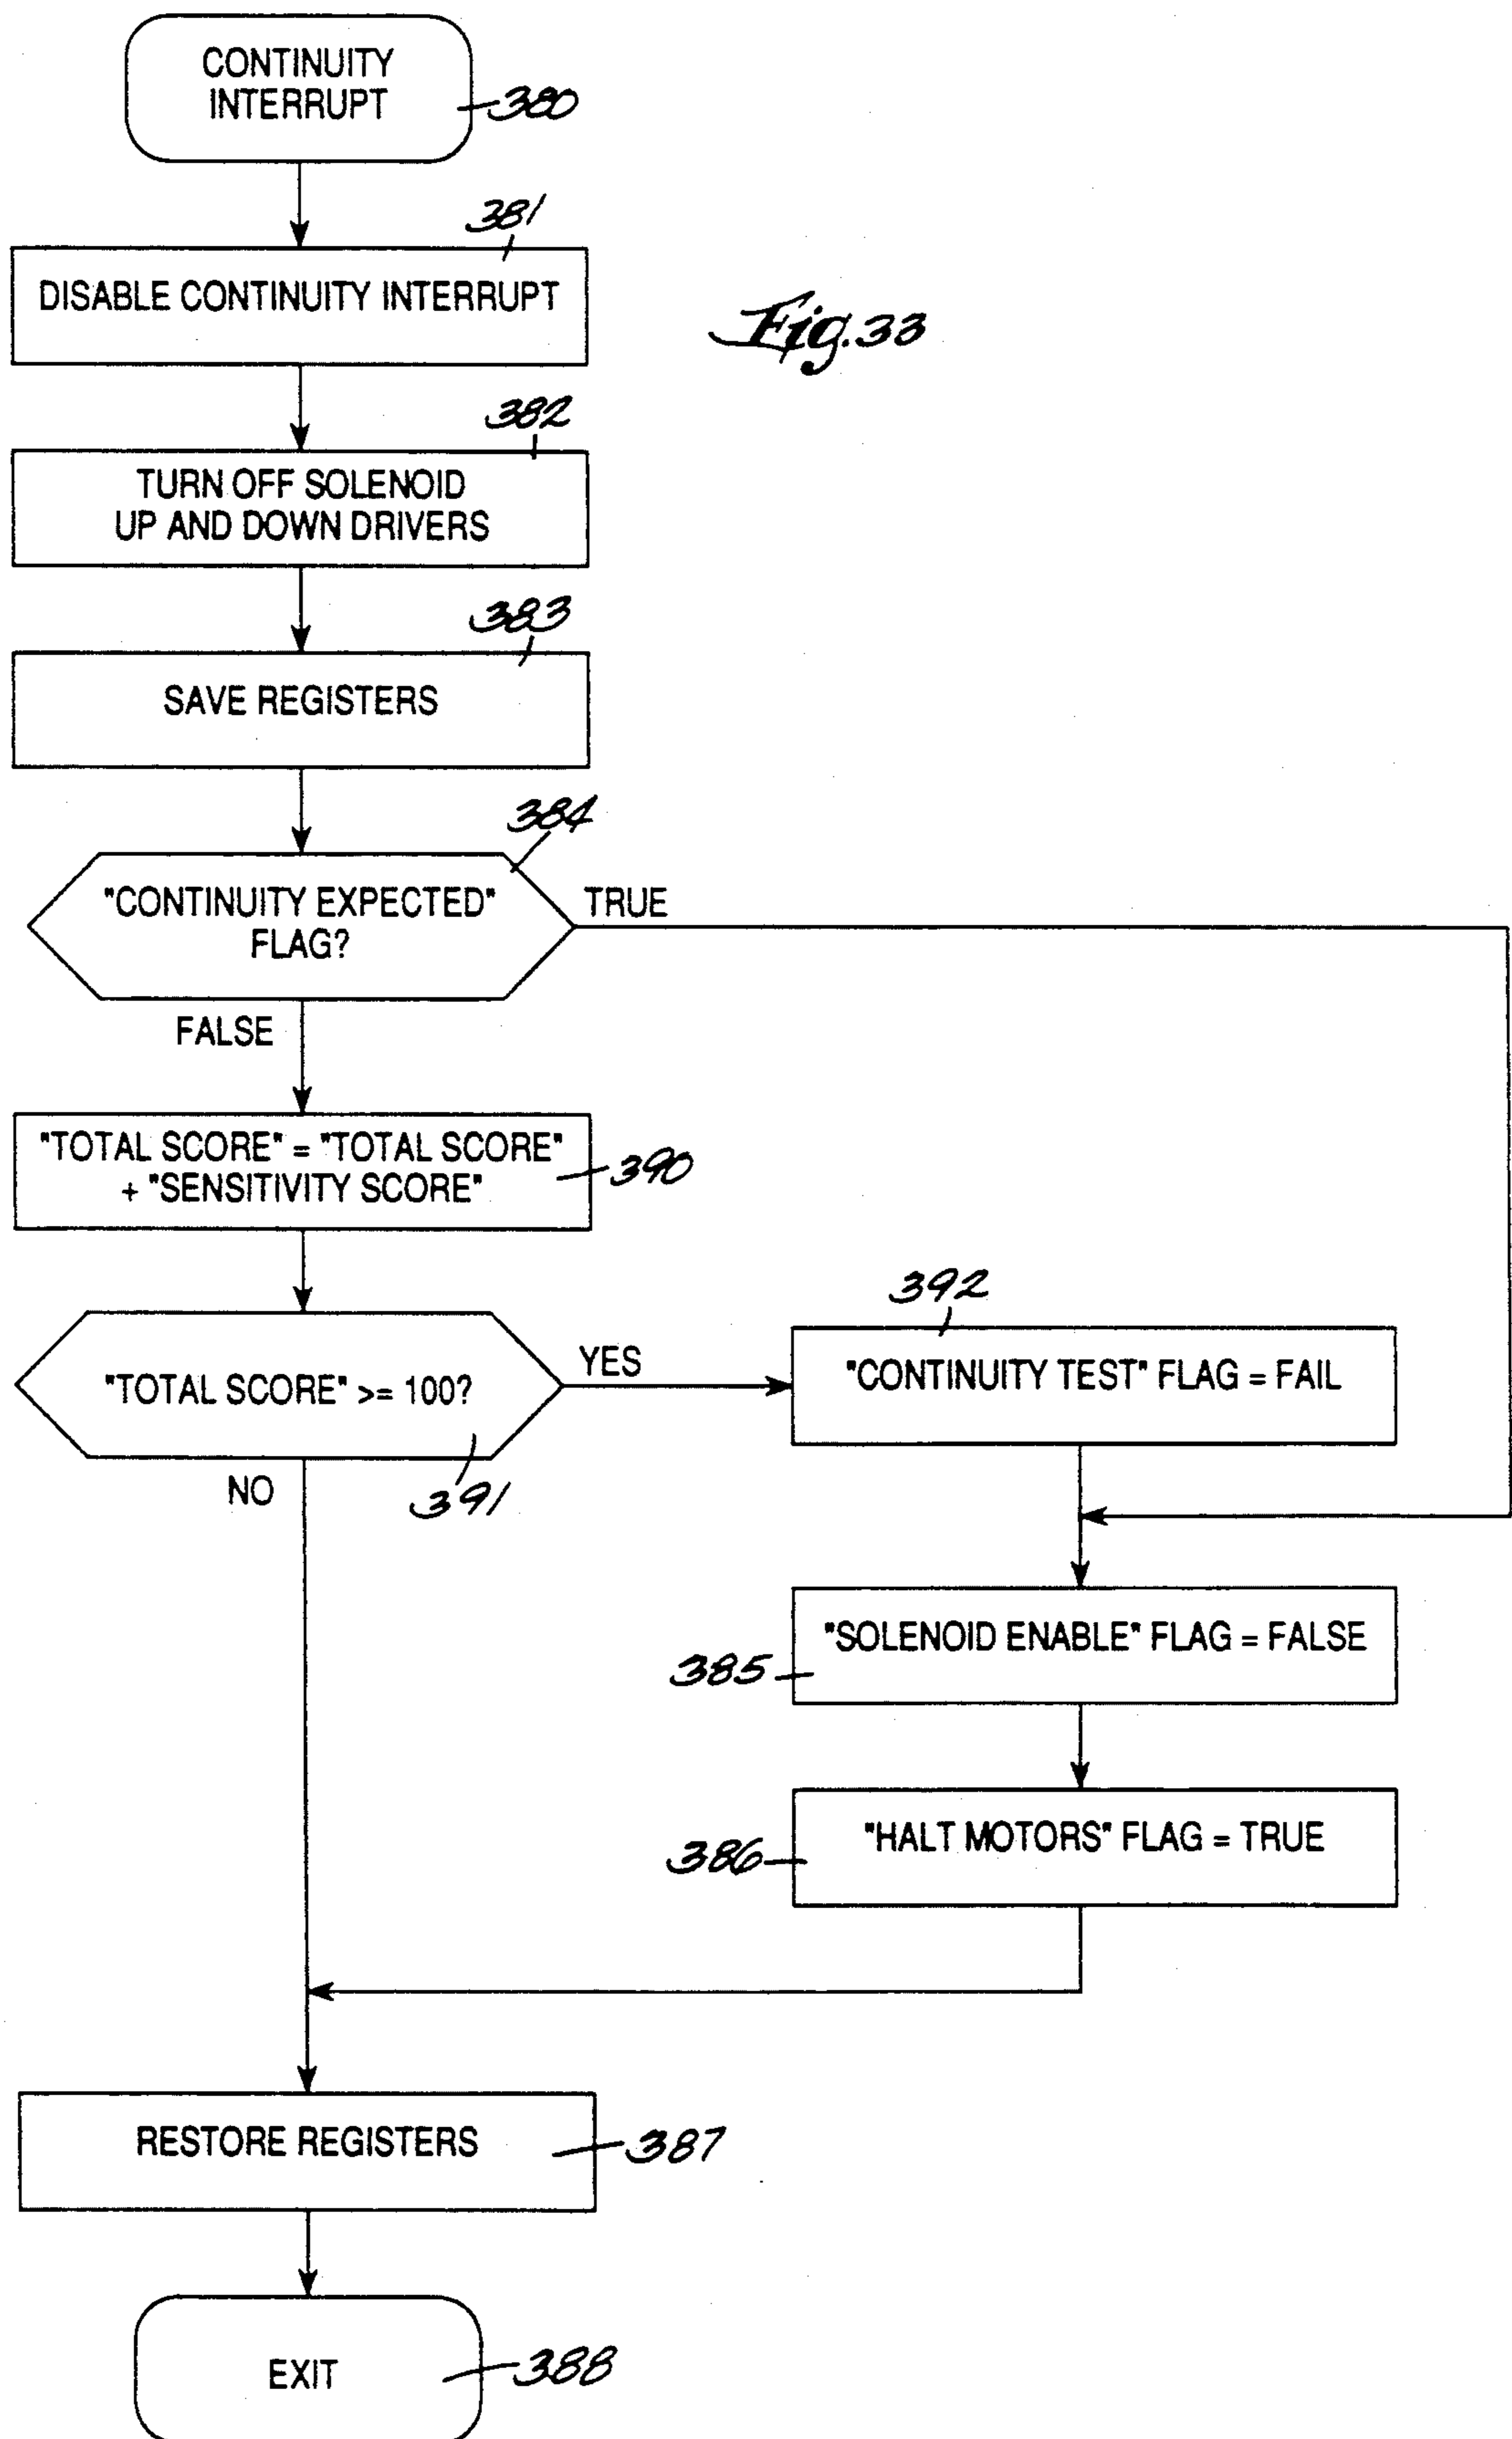 CONTINUITY
INTERRUPT
380
381
DISABLE CONTINUITY INTERRUPT
Fig. 33
382
TURN OFF SOLENOID
UP AND DOWN DRIVERS
383
SAVE REGISTERS
384
"CONTINUITY EXPECTED"
FLAG?
TRUE
FALSE
"TOTAL SCORE" = "TOTAL SCORE"
+ "SENSITIVITY SCORE"
390
"TOTAL SCORE" >= 100?
391
YES
NO
392
"CONTINUITY TEST" FLAG = FAIL
"SOLENOID ENABLE" FLAG = FALSE
385
"HALT MOTORS" FLAG = TRUE
386
RESTORE REGISTERS
387
EXIT
388